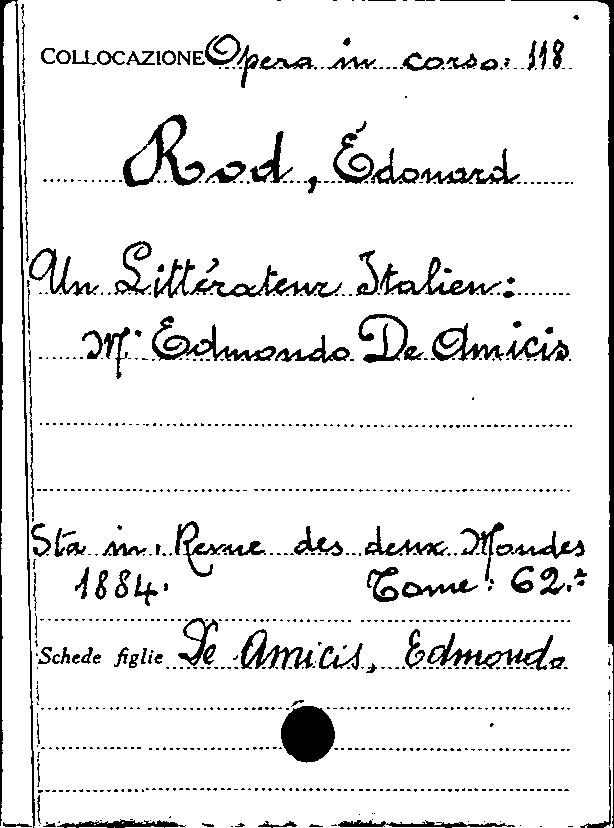 COLLOCAZIONE Opera in corso: 118
Rod, Édouard
Un Littérateur Italien:
Mr. Edmondo De Amicis
Sta in: Revue des deux Mondes
1884. Tome: 62.º
Schede figlie De Amicis, Edmondo